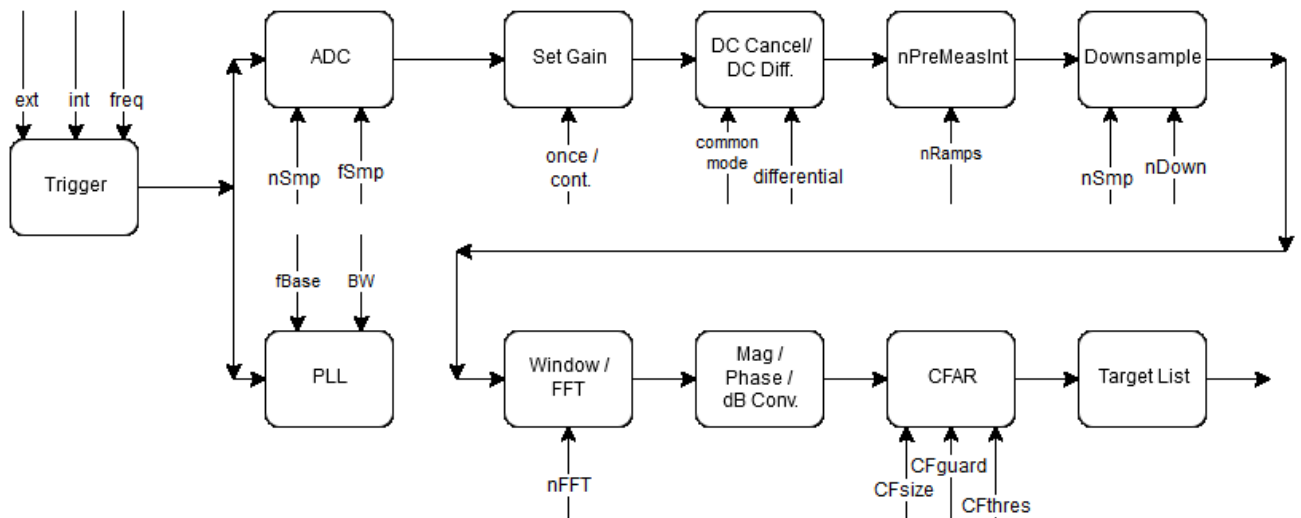 ext
int
freq
Trigger
ADC
nSmp
fSmp
Set Gain
once /
cont.
DC Cancel/
DC Diff.
common
mode
differential
nPreMeasInt
nRamps
Downsample
nSmp
nDown
fBase
BW
PLL
Window /
FFT
nFFT
Mag /
Phase /
dB Conv.
CFAR
CFsize
CFguard
CFthres
Target List